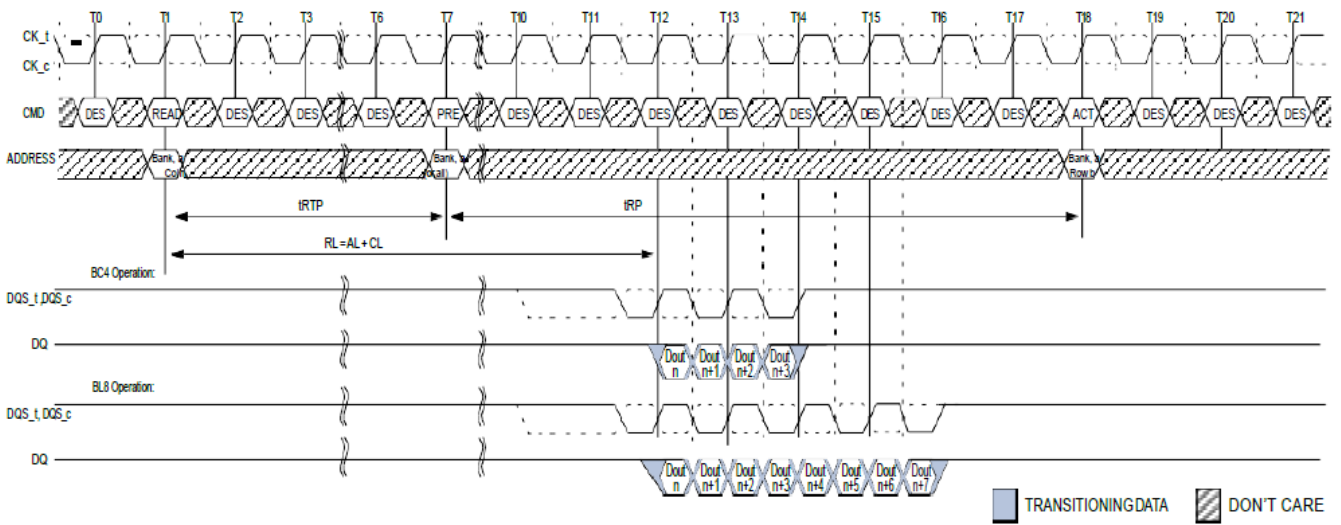 T0 T1 T2 T3 T6 T7 T10 T11 T12 T13 T14 T15 T16 T17 T18 T19 T20 T21
CK_t
CK_c
CMD DES READ DES DES DES PRE DES DES DES DES DES DES DES DES ACT DES DES DES
ADDRESS Bank, a Bank, a Bank, a
Row b
tRTP tRP
RL = AL + CL
BC4 Operation:
DQS_t,DQS_c
DQ
Dout Dout Dout Dout
n n+1 n+2 n+3
BL8 Operation:
DQS_t,DQS_c
DQ
Dout Dout Dout Dout Dout Dout Dout Dout
n n+1 n+2 n+3 n+4 n+5 n+6 n+7
TRANSITIONING DATA DON'T CARE